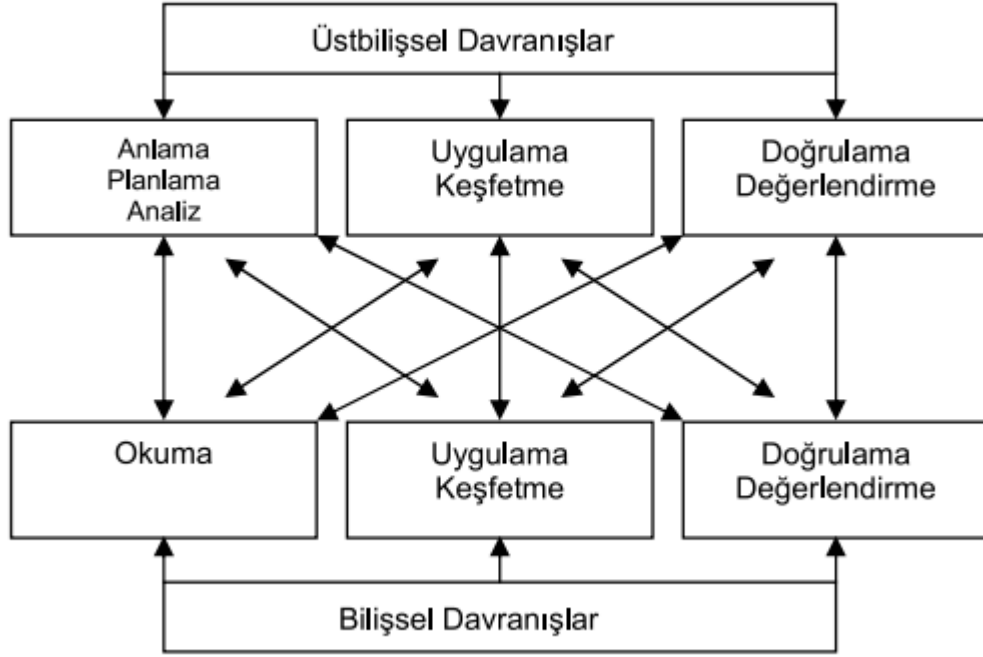 Üstbilişsel Davranışlar
Anlama
Planlama
Analiz
Uygulama
Keşfetme
Doğrulama
Değerlendirme
Okuma
Uygulama
Keşfetme
Doğrulama
Değerlendirme
Bilişsel Davranışlar